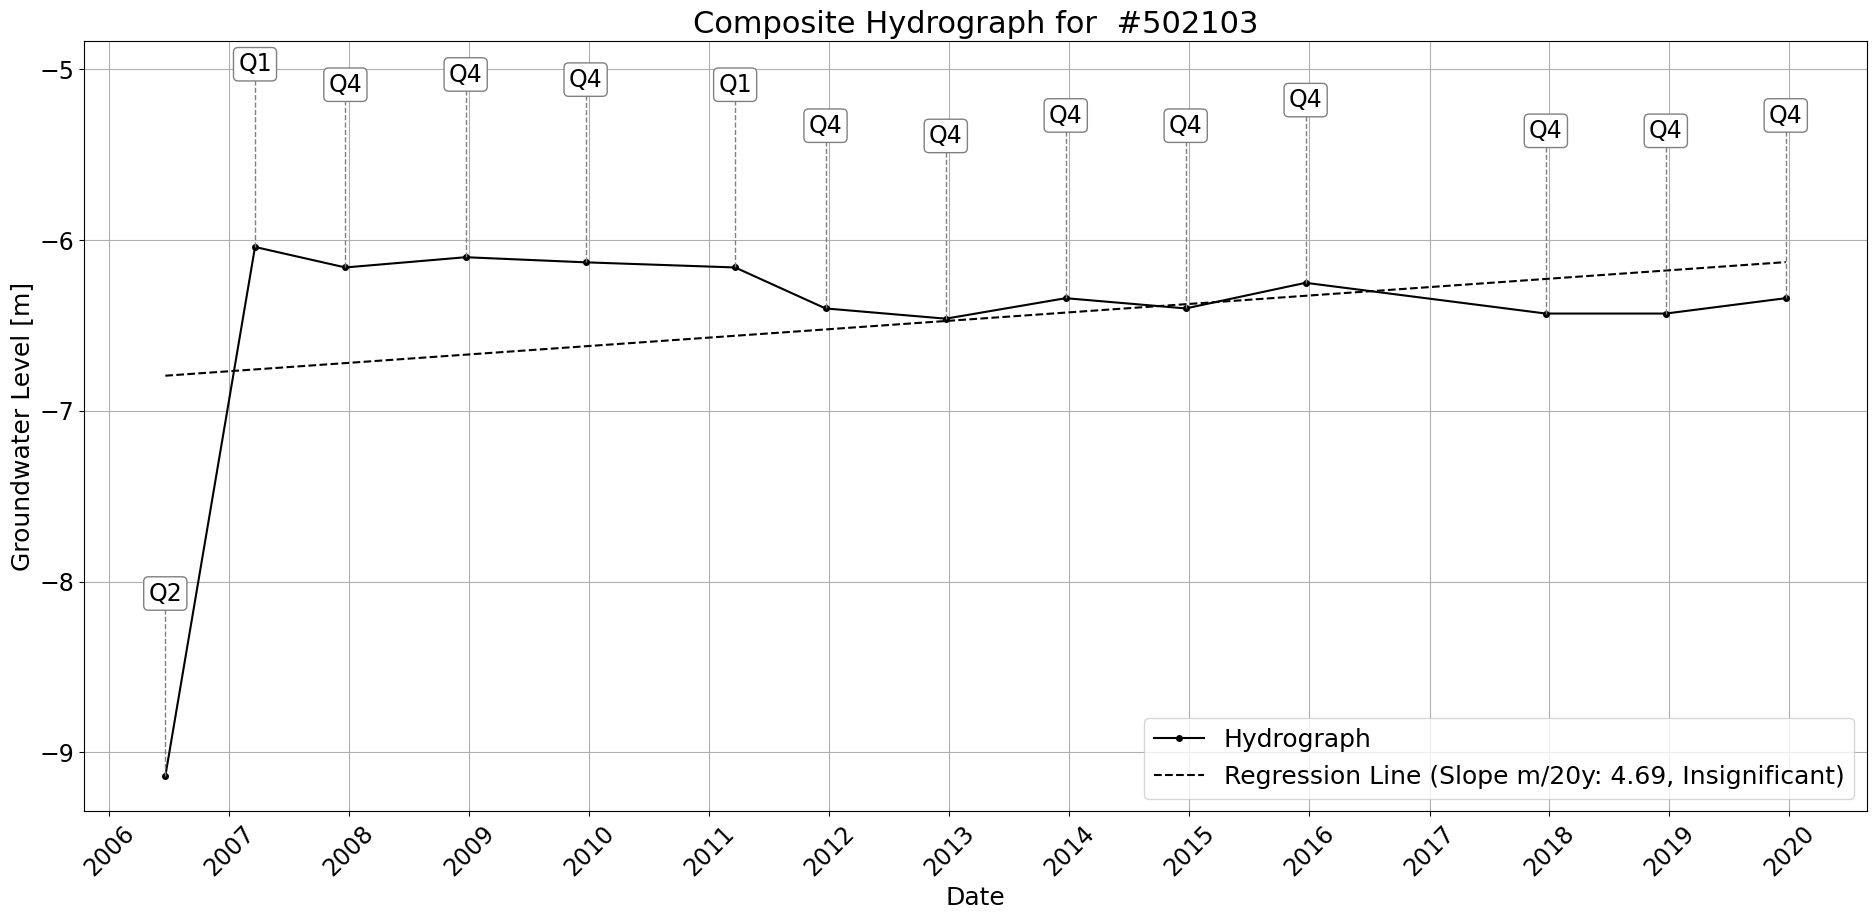 Composite Hydrograph for  #502103
Q1
Q4
Q4
Q4
Q1
Q4
Q4
Q4
Q4
Q4
Q4
Q4
Q4
Q2
−5
−6
−7
−8
−9
Groundwater Level [m]
Hydrograph
Regression Line (Slope m/20y: 4.69, Insignificant)
2006
2007
2008
2009
2010
2011
2012
2013
2014
2015
2016
2017
2018
2019
2020
Date